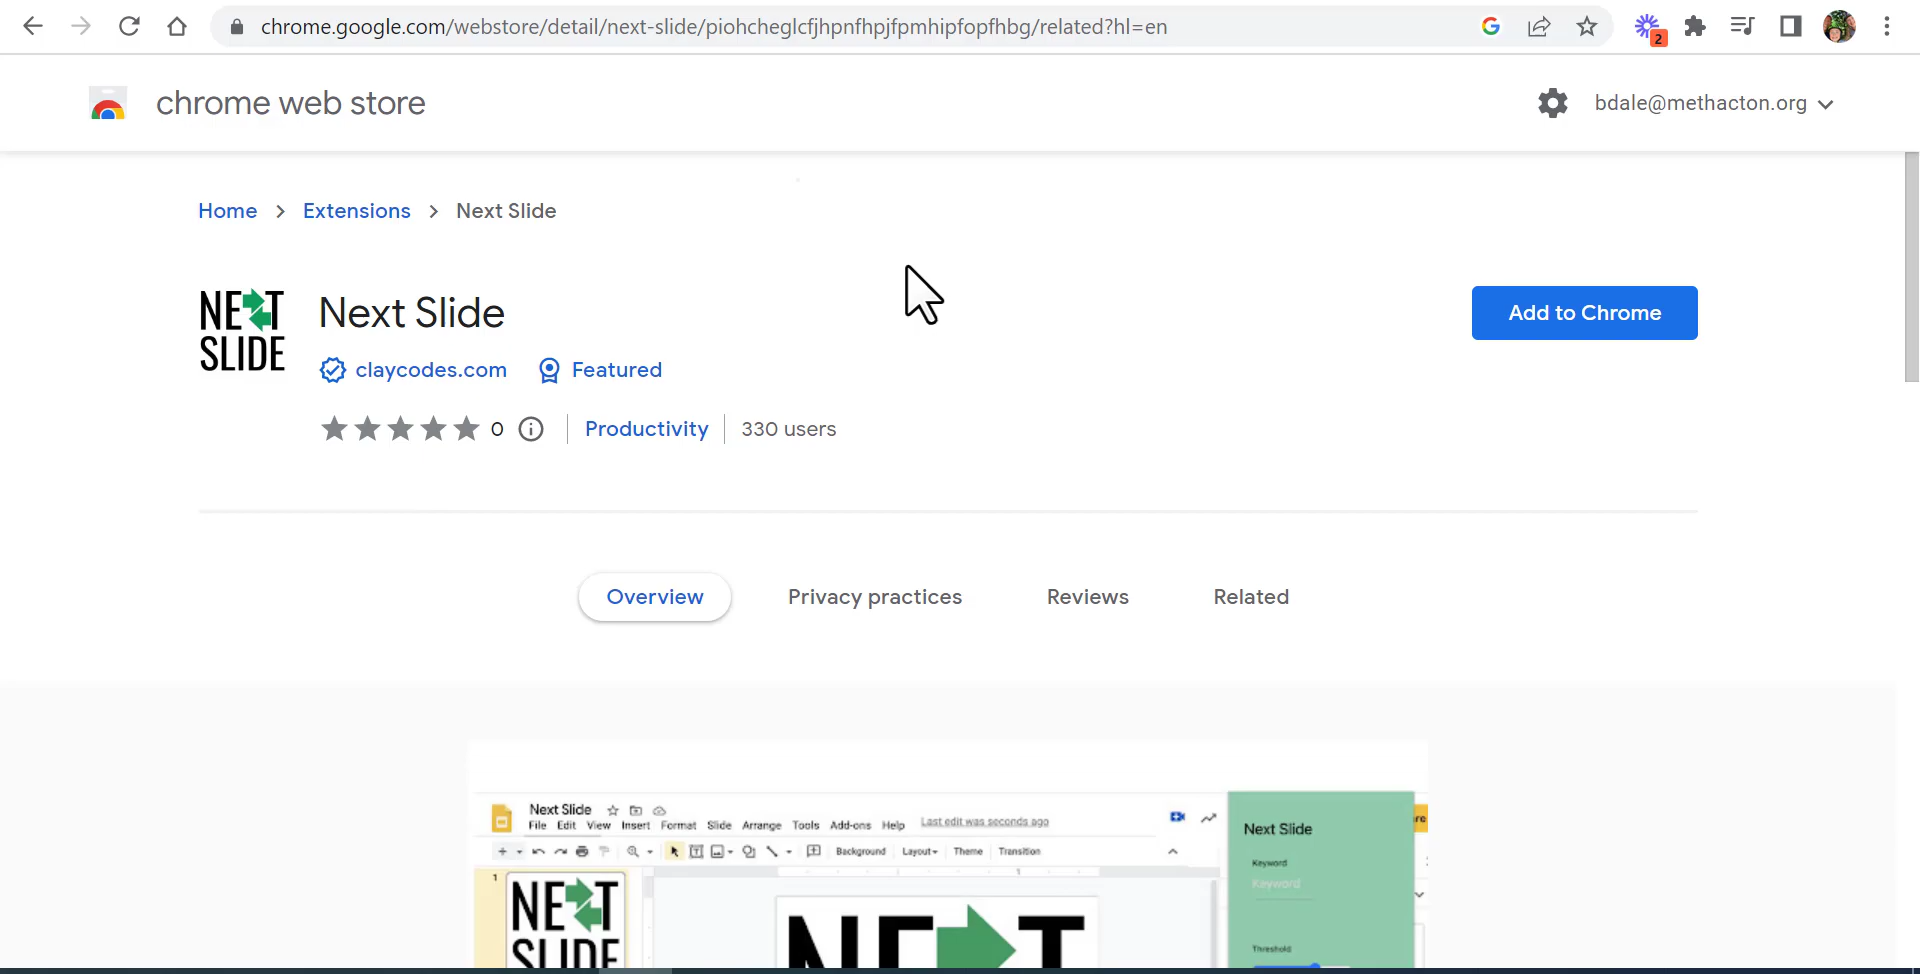 chrome.google.com/webstore/detail/next-slide/piohcheglcfjhpnfhpjfpmhipfopfhbg/related?hl=en
2
chrome web store
bdale@methacton.org
Home > Extensions > Next Slide
NEXT
SLIDE
Next Slide
Add to Chrome
claycodes.com
Featured
0
Productivity
330 users
Overview
Privacy practices
Reviews
Related
Next Slide
File Edit View Insert Format Slide Arrange Tools Add-ons Help Last edit was seconds ago
Background Layout Theme Transition
1
NEXT
SLIDE
NEXT
Next Slide
Keyword
Keyword
Threshold